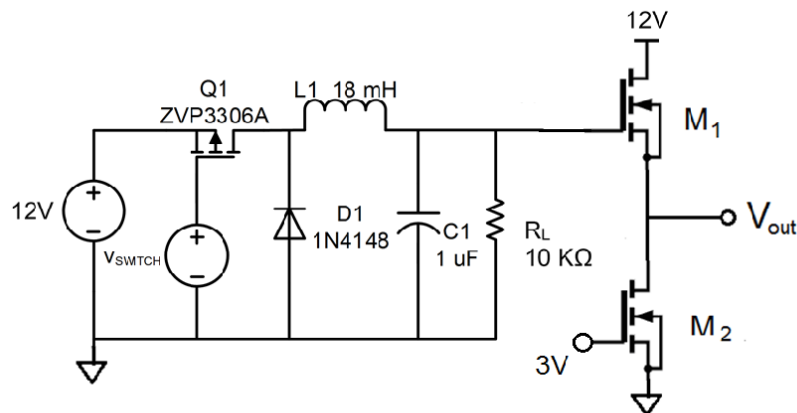 12V
Q1
L1 18 mH
ZVP3306A
M1
12V
D1
1N4148
C1
1 uF
RL
10 KΩ
Vout
vSWITCH
M2
3V